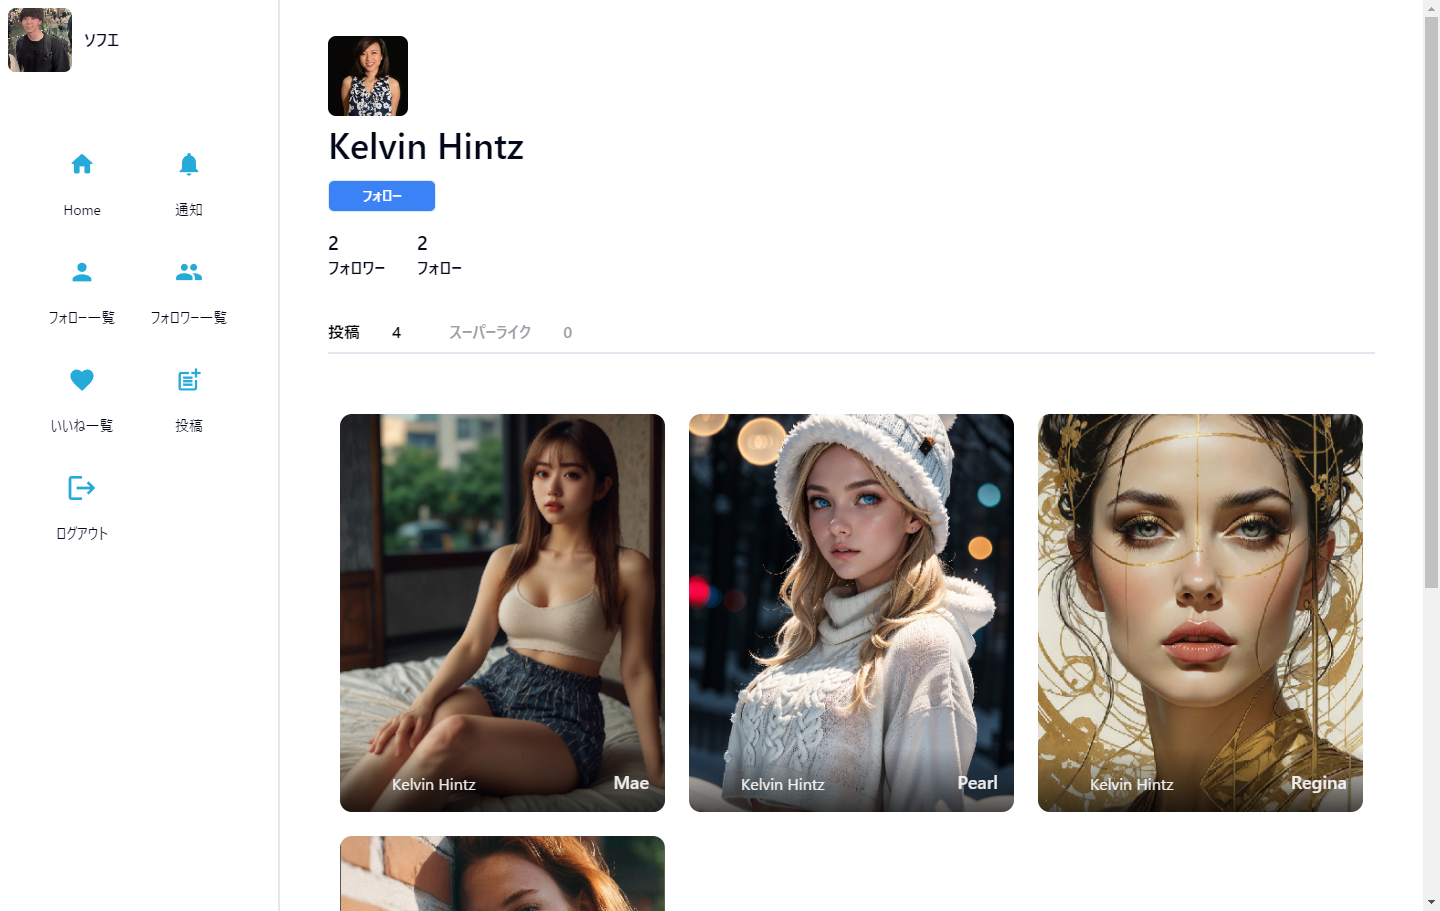 ソフエ
Home
通知
フォロー一覧
フォロワー一覧
いいね一覧
投稿
ログアウト
Kelvin Hintz
フォロー
2
2
フォロワー
フォロー
投稿 4
スーパーライク 0
Kelvin Hintz
Mae
Kelvin Hintz
Pearl
Kelvin Hintz
Regina